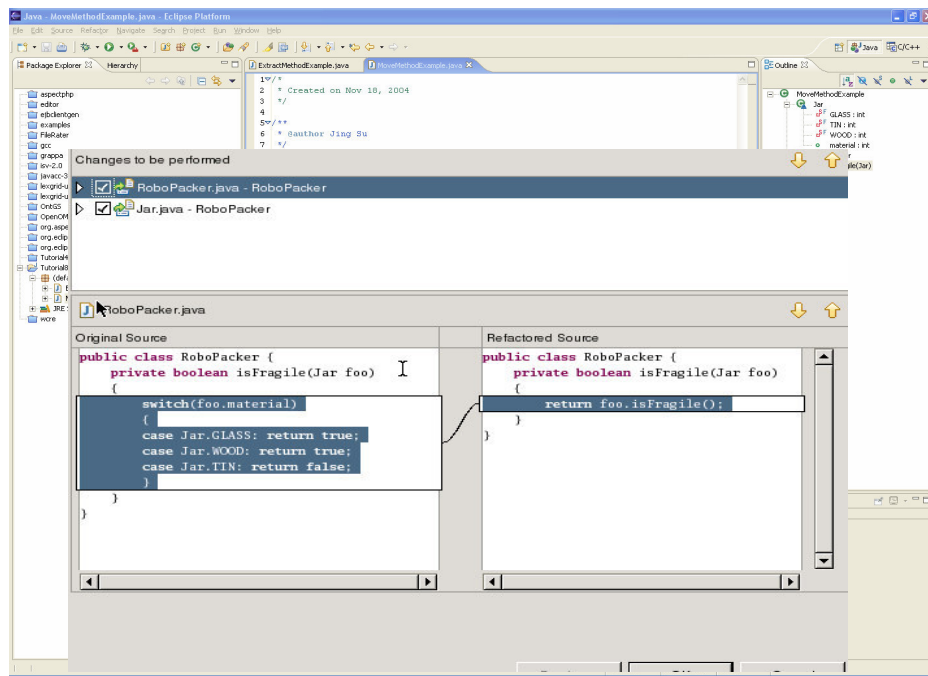 Java - MoveMethodExample.java - Eclipse Platform
File Edit Source Refactor Navigate Search Project Run Window Help
Java C/C++
Package Explorer Hierarchy
ExtractMethodExample.java MoveMethodExample.java
Outline
aspectphp
editor
ejbclientgen
examples
FileRater
gcc
grappa
isv-2.0
javacc-3
lexgrid-u
lexgrid-u
OntGS
OpenOM
org.aspe
org.eclip
org.eclip
Tutorial4
Tutorial8
(defa
E
M
JRE
wcre
1 /*
2 * Created on Nov 18, 2004
3 */
4
5 /**
6 * @author Jing Su
7 */
MoveMethodExample
Jar
GLASS : int
TIN : int
WOOD : int
material : int
gile(Jar)
Changes to be performed
RoboPacker.java - RoboPacker
Jar.java - RoboPacker
RoboPacker.java
Original Source
public class RoboPacker {
private boolean isFragile(Jar foo)
{
switch(foo.material)
{
case Jar.GLASS: return true;
case Jar.WOOD: return true;
case Jar.TIN: return false;
}
}
}
Refactored Source
public class RoboPacker {
private boolean isFragile(Jar foo)
{
return foo.isFragile();
}
}